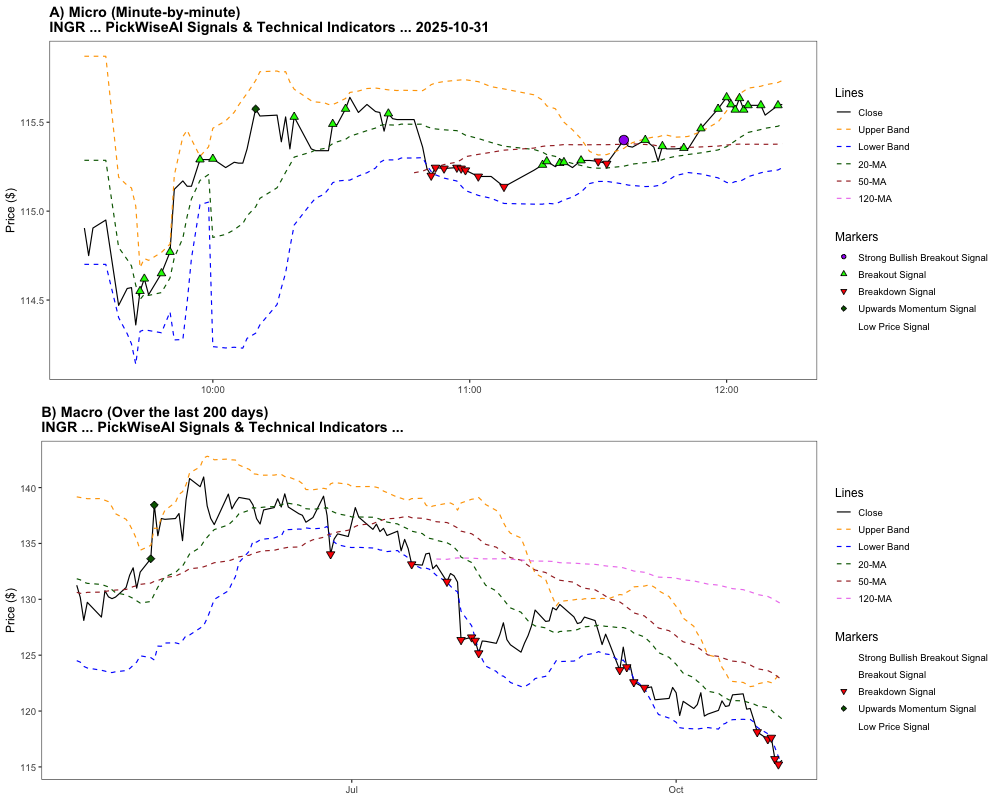 A) Micro (Minute-by-minute)
INGR ... PickWiseAI Signals & Technical Indicators ... 2025-10-31
Price ($)
115.5
115.0
114.5
10:00
11:00
12:00
Lines
Close
Upper Band
Lower Band
20-MA
50-MA
120-MA
Markers
Strong Bullish Breakout Signal
Breakout Signal
Breakdown Signal
Upwards Momentum Signal
Low Price Signal
B) Macro (Over the last 200 days)
INGR ... PickWiseAI Signals & Technical Indicators ...
Price ($)
140
135
130
125
120
115
Jul
Oct
Lines
Close
Upper Band
Lower Band
20-MA
50-MA
120-MA
Markers
Strong Bullish Breakout Signal
Breakout Signal
Breakdown Signal
Upwards Momentum Signal
Low Price Signal